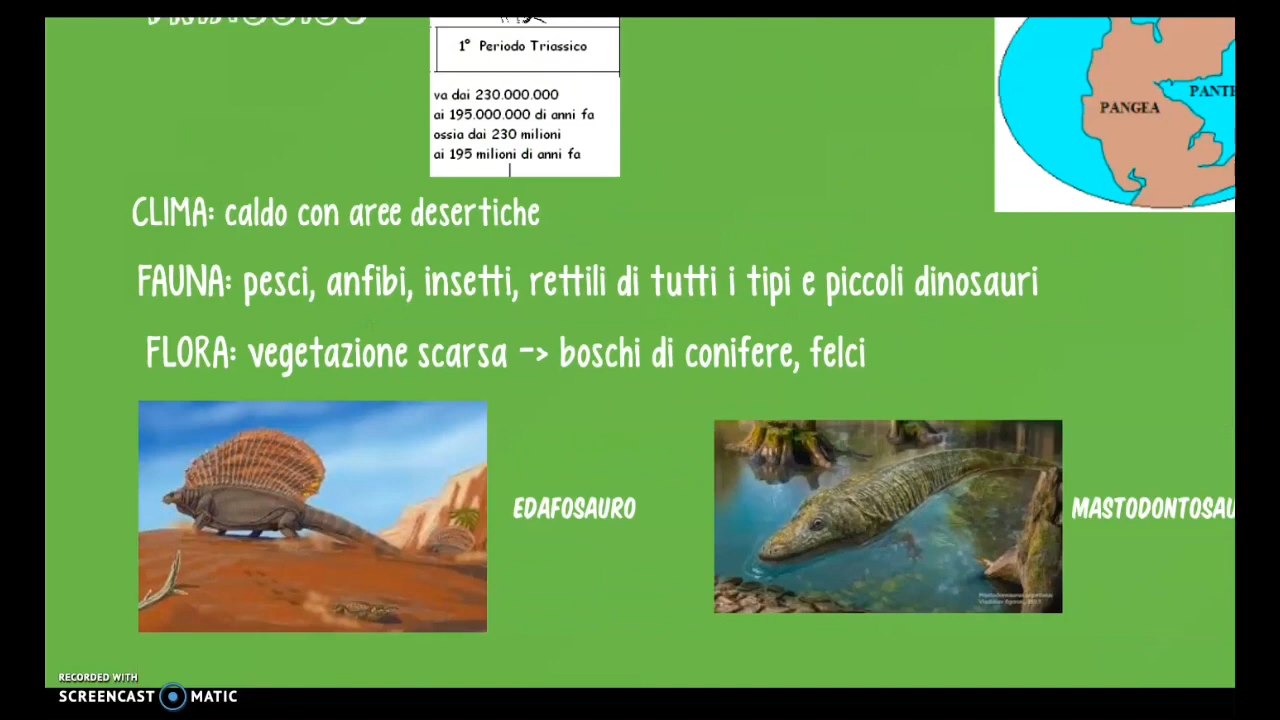 1° Periodo Triassico
va dai 230.000.000
ai 195.000.000 di anni fa
ossia dai 230 milioni
ai 195 milioni di anni fa
PANGEA
CLIMA: caldo con aree desertiche
FAUNA: pesci, anfibi, insetti, rettili di tutti i tipi e piccoli dinosauri
FLORA: vegetazione scarsa -> boschi di conifere, felci
EDAFOSAURO
MASTODONTOSAU
RECORDED WITH
SCREENCAST MATIC